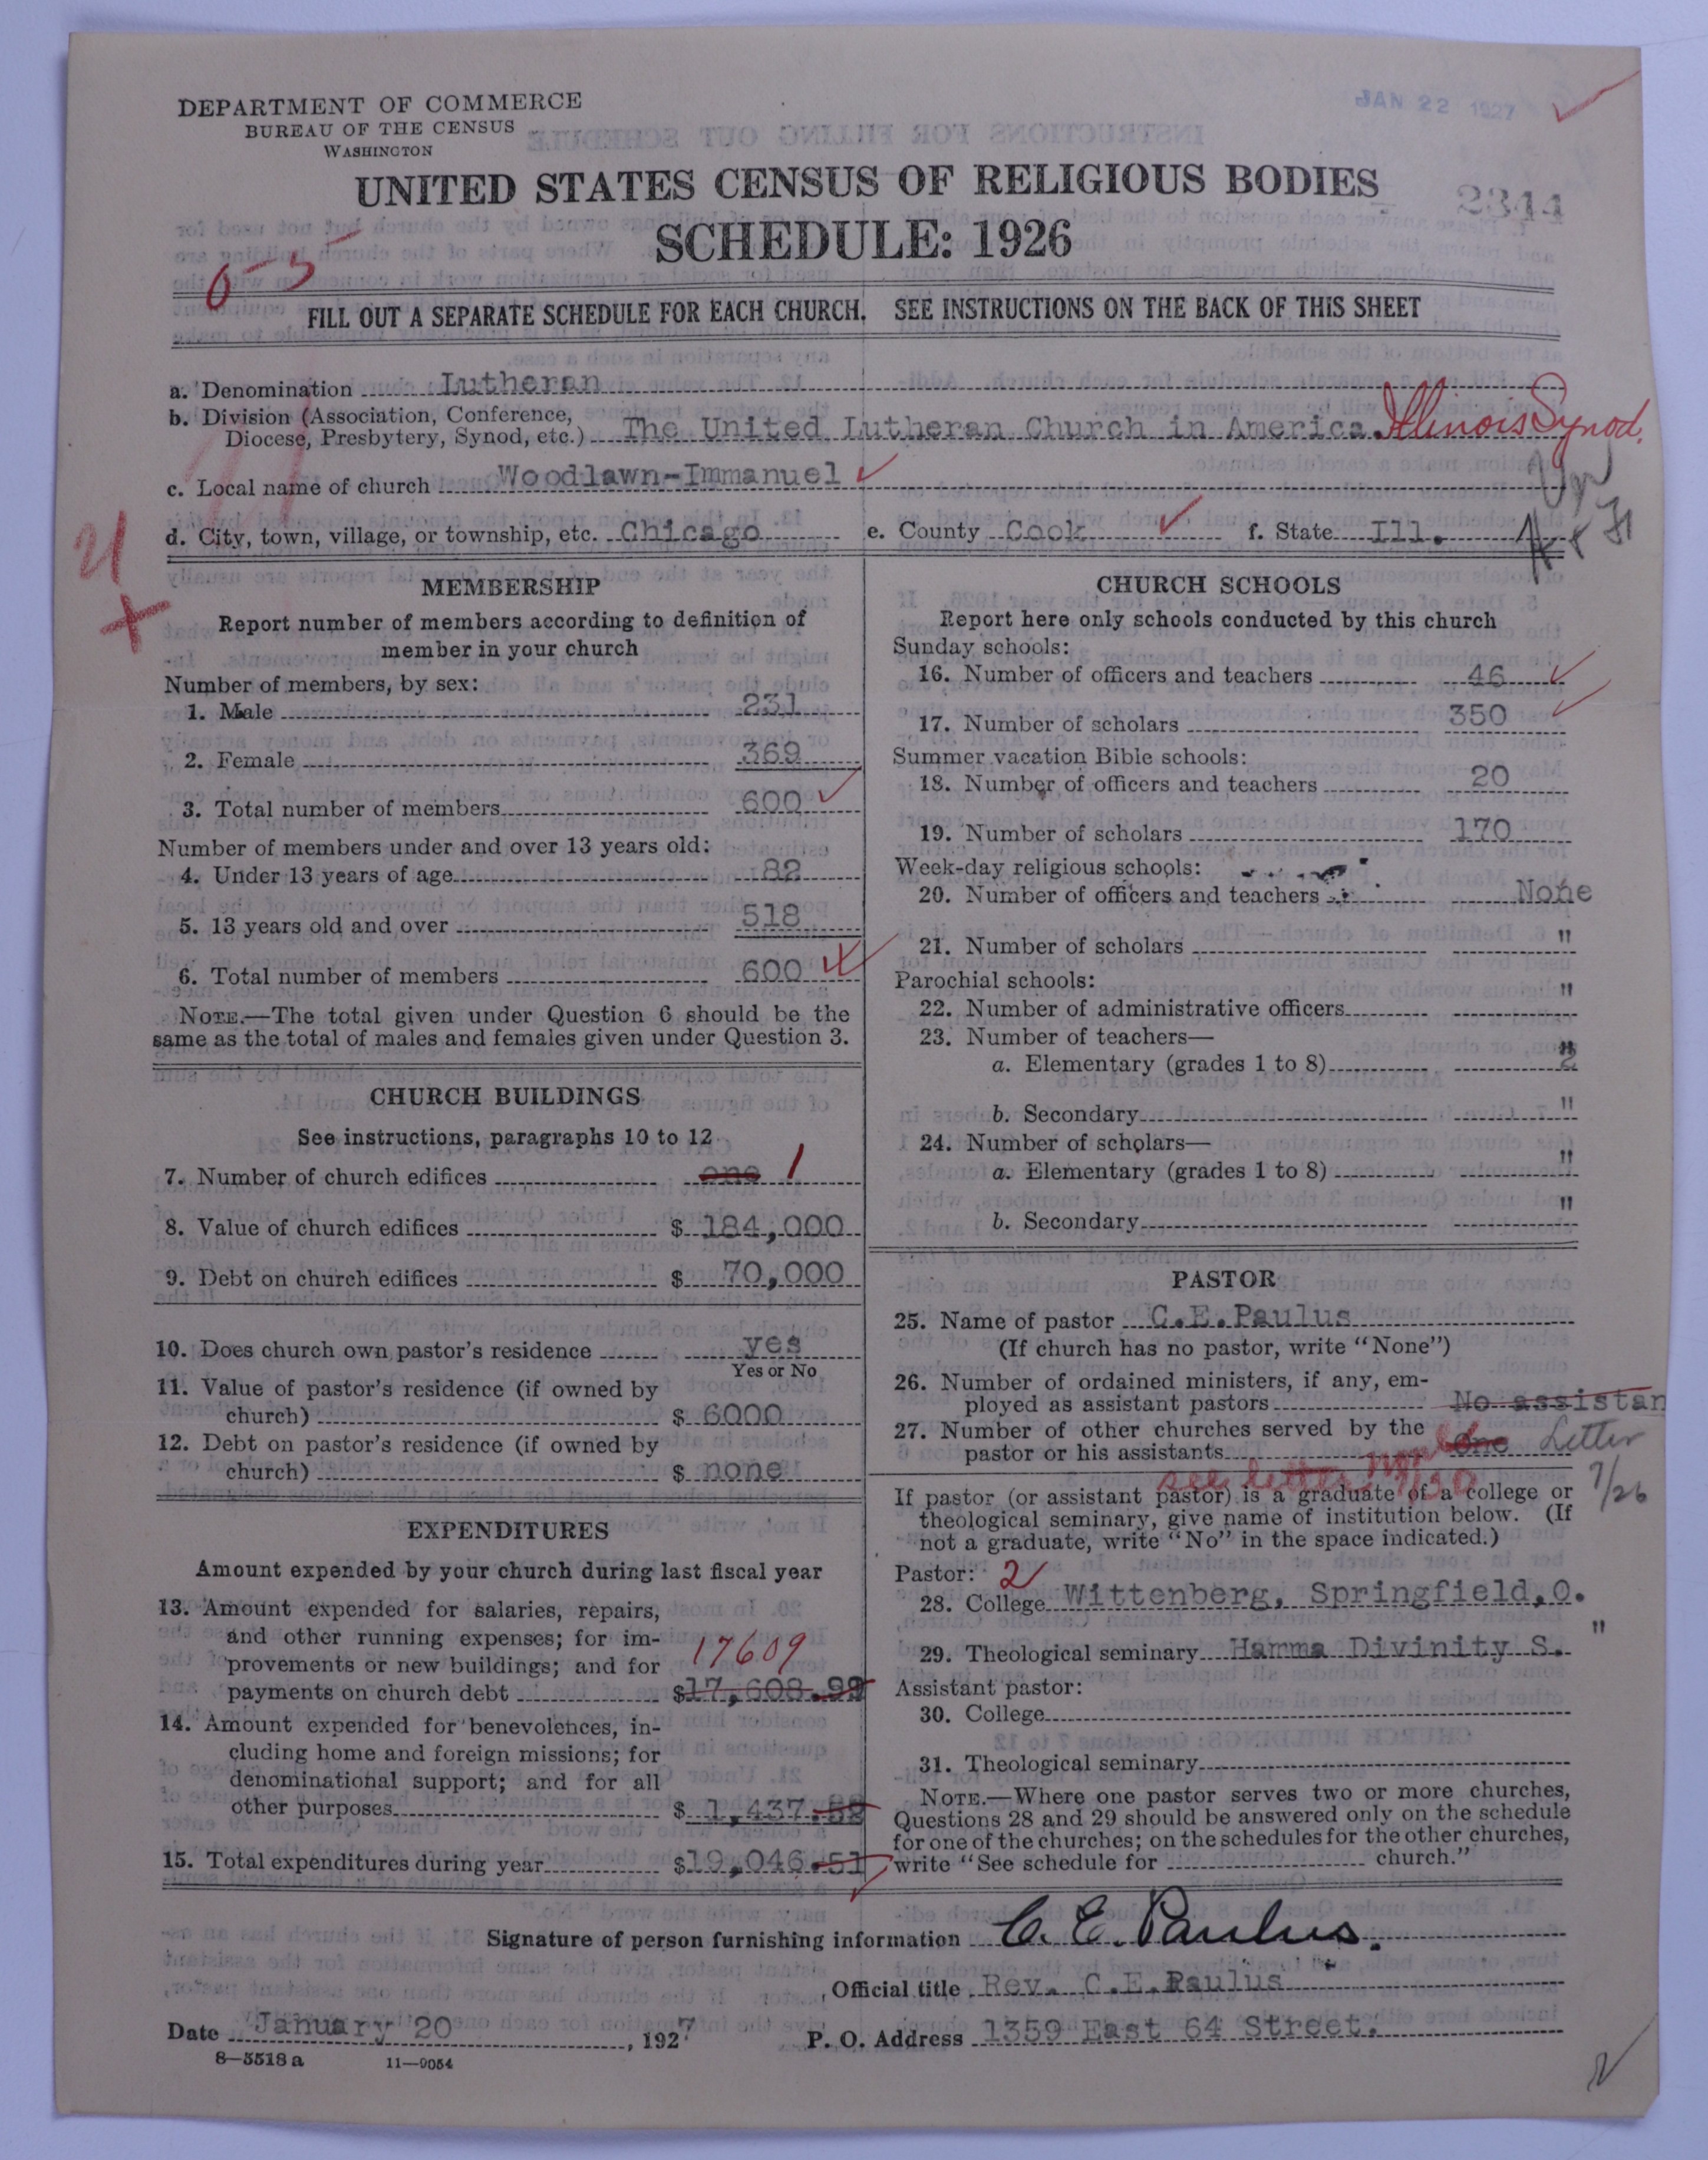 DEPARTMENT OF COMMERCE
BUREAU OF THE CENSUS
WASHINGTON
JAN 22 1927
UNITED STATES CENSUS OF RELIGIOUS BODIES
2344
SCHEDULE: 1926
FILL OUT A SEPARATE SCHEDULE FOR EACH CHURCH. SEE INSTRUCTIONS ON THE BACK OF THIS SHEET
a. Denomination Lutheran
b. Division (Association, Conference,
Diocese, Presbytery, Synod, etc.) The United Lutheran Church in America. Illinois Synod.
c. Local name of church Woodlawn-Immanuel
d. City, town, village, or township, etc. Chicago e. County Cook f. State Ill.
MEMBERSHIP
Report number of members according to definition of
member in your church
Number of members, by sex:
1. Male 231
2. Female 369
3. Total number of members 600
Number of members under and over 13 years old:
4. Under 13 years of age 82
5. 13 years old and over 518
6. Total number of members 600
NOTE.—The total given under Question 6 should be the
same as the total of males and females given under Question 3.
CHURCH BUILDINGS
See instructions, paragraphs 10 to 12
7. Number of church edifices one 1
8. Value of church edifices $ 184,000
9. Debt on church edifices $ 70,000
10. Does church own pastor's residence yes
Yes or No
11. Value of pastor's residence (if owned by
church) $ 6000
12. Debt on pastor's residence (if owned by
church) $ none
EXPENDITURES
Amount expended by your church during last fiscal year
13. Amount expended for salaries, repairs,
and other running expenses; for im-
provements or new buildings; and for 17609
payments on church debt $17,608.99
14. Amount expended for benevolences, in-
cluding home and foreign missions; for
denominational support; and for all
other purposes $ 1,437.52
15. Total expenditures during year $19,046.51
CHURCH SCHOOLS
Report here only schools conducted by this church
Sunday schools:
16. Number of officers and teachers 46
17. Number of scholars 350
Summer vacation Bible schools:
18. Number of officers and teachers 20
19. Number of scholars 170
Week-day religious schools:
20. Number of officers and teachers None
21. Number of scholars "
Parochial schools:
22. Number of administrative officers "
23. Number of teachers—
a. Elementary (grades 1 to 8) "
b. Secondary "
24. Number of scholars—
a. Elementary (grades 1 to 8) "
b. Secondary "
PASTOR
25. Name of pastor C.E.Paulus
(If church has no pastor, write "None")
26. Number of ordained ministers, if any, em-
ployed as assistant pastors No assistan
27. Number of other churches served by the
pastor or his assistants One Letter
see letter 7/30 7/26
If pastor (or assistant pastor) is a graduate of a college or
theological seminary, give name of institution below. (If
not a graduate, write "No" in the space indicated.)
Pastor: 2
28. College Wittenberg, Springfield,O.
29. Theological seminary Hamma Divinity S. "
Assistant pastor:
30. College
31. Theological seminary
NOTE.—Where one pastor serves two or more churches,
Questions 28 and 29 should be answered only on the schedule
for one of the churches; on the schedules for the other churches,
write "See schedule for church."
Signature of person furnishing information C. E. Paulus.
Official title Rev. C.E.Paulus
Date January 20, 1927 P. O. Address 1359 East 64 Street.
8—5518 a 11—9054